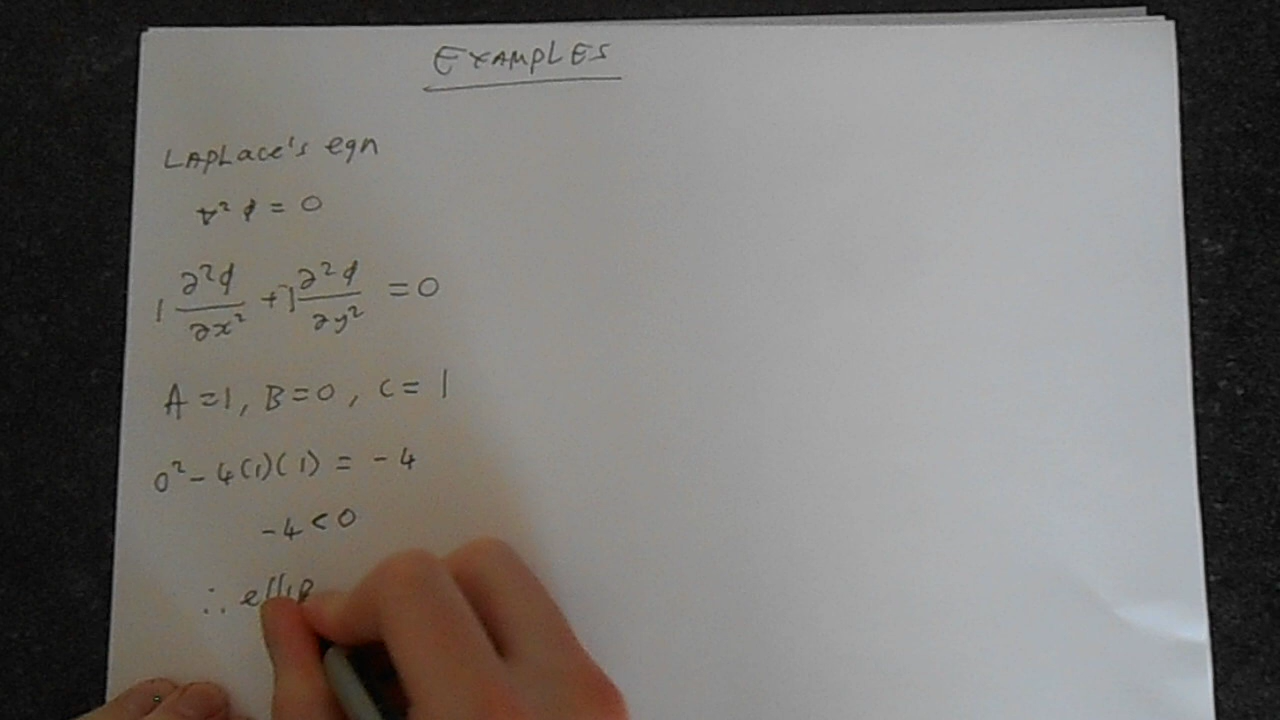 EXAMPLES
LAPLace's eqn
∇²ϕ = 0
1 ∂²ϕ/∂x² + 1 ∂²ϕ/∂y² = 0
A = 1, B = 0, C = 1
0² - 4(1)(1) = -4
-4 < 0
∴ ellip